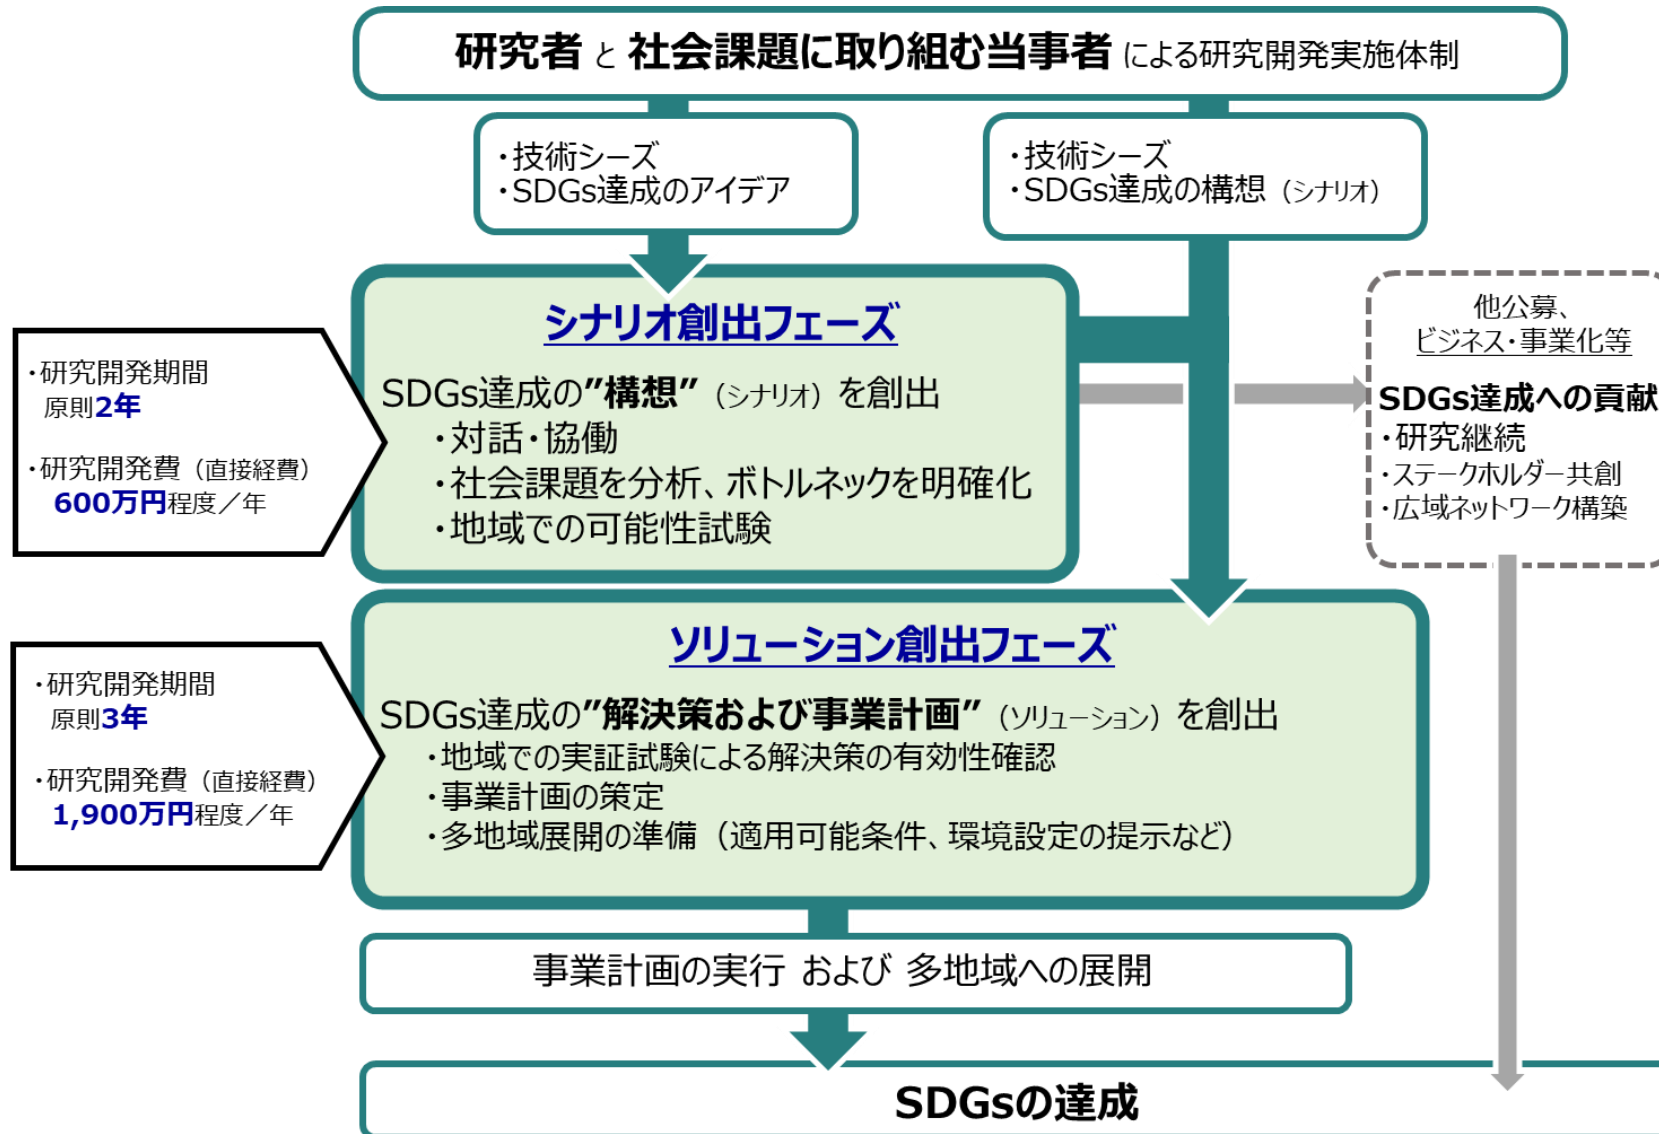 研究者 と 社会課題に取り組む当事者 による研究開発実施体制
・技術シーズ
・SDGs達成のアイデア
・技術シーズ
・SDGs達成の構想（シナリオ）
シナリオ創出フェーズ
SDGs達成の”構想”（シナリオ）を創出
・対話・協働
・社会課題を分析、ボトルネックを明確化
・地域での可能性試験
・研究開発期間
原則2年
・研究開発費（直接経費）
600万円程度／年
他公募、
ビジネス・事業化等
SDGs達成への貢献
・研究継続
・ステークホルダー共創
・広域ネットワーク構築
ソリューション創出フェーズ
SDGs達成の”解決策および事業計画”（ソリューション）を創出
・地域での実証試験による解決策の有効性確認
・事業計画の策定
・多地域展開の準備（適用可能条件、環境設定の提示など）
・研究開発期間
原則3年
・研究開発費（直接経費）
1,900万円程度／年
事業計画の実行 および 多地域への展開
SDGsの達成